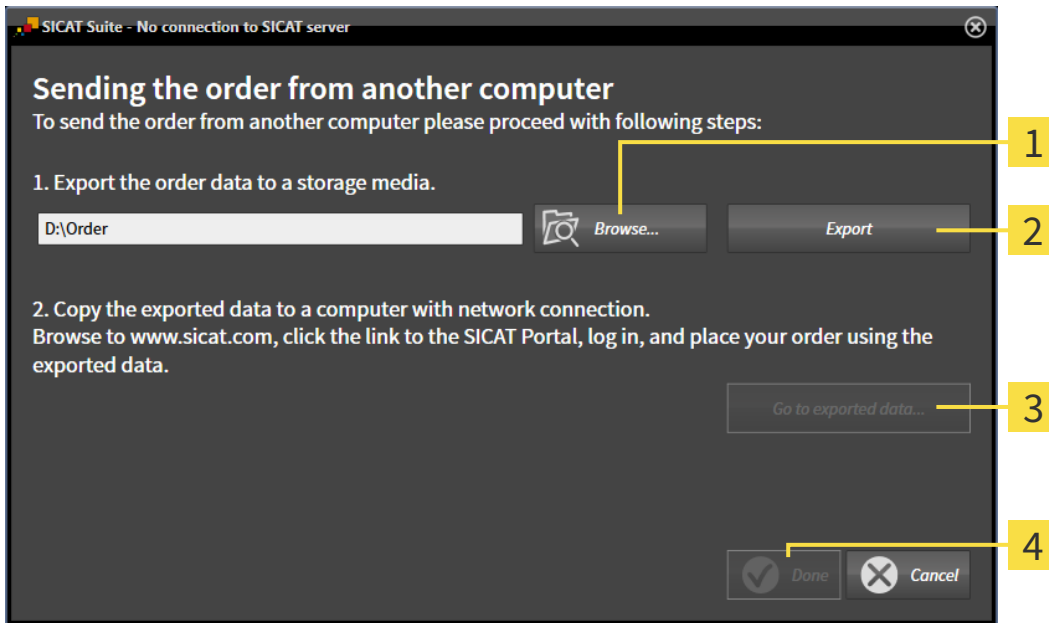 SICAT Suite - No connection to SICAT server
Sending the order from another computer
To send the order from another computer please proceed with following steps:
1
1. Export the order data to a storage media.
D:\Order
Browse...
Export
2
2. Copy the exported data to a computer with network connection.
Browse to www.sicat.com, click the link to the SICAT Portal, log in, and place your order using the
exported data.
Go to exported data...
3
4
Done
Cancel